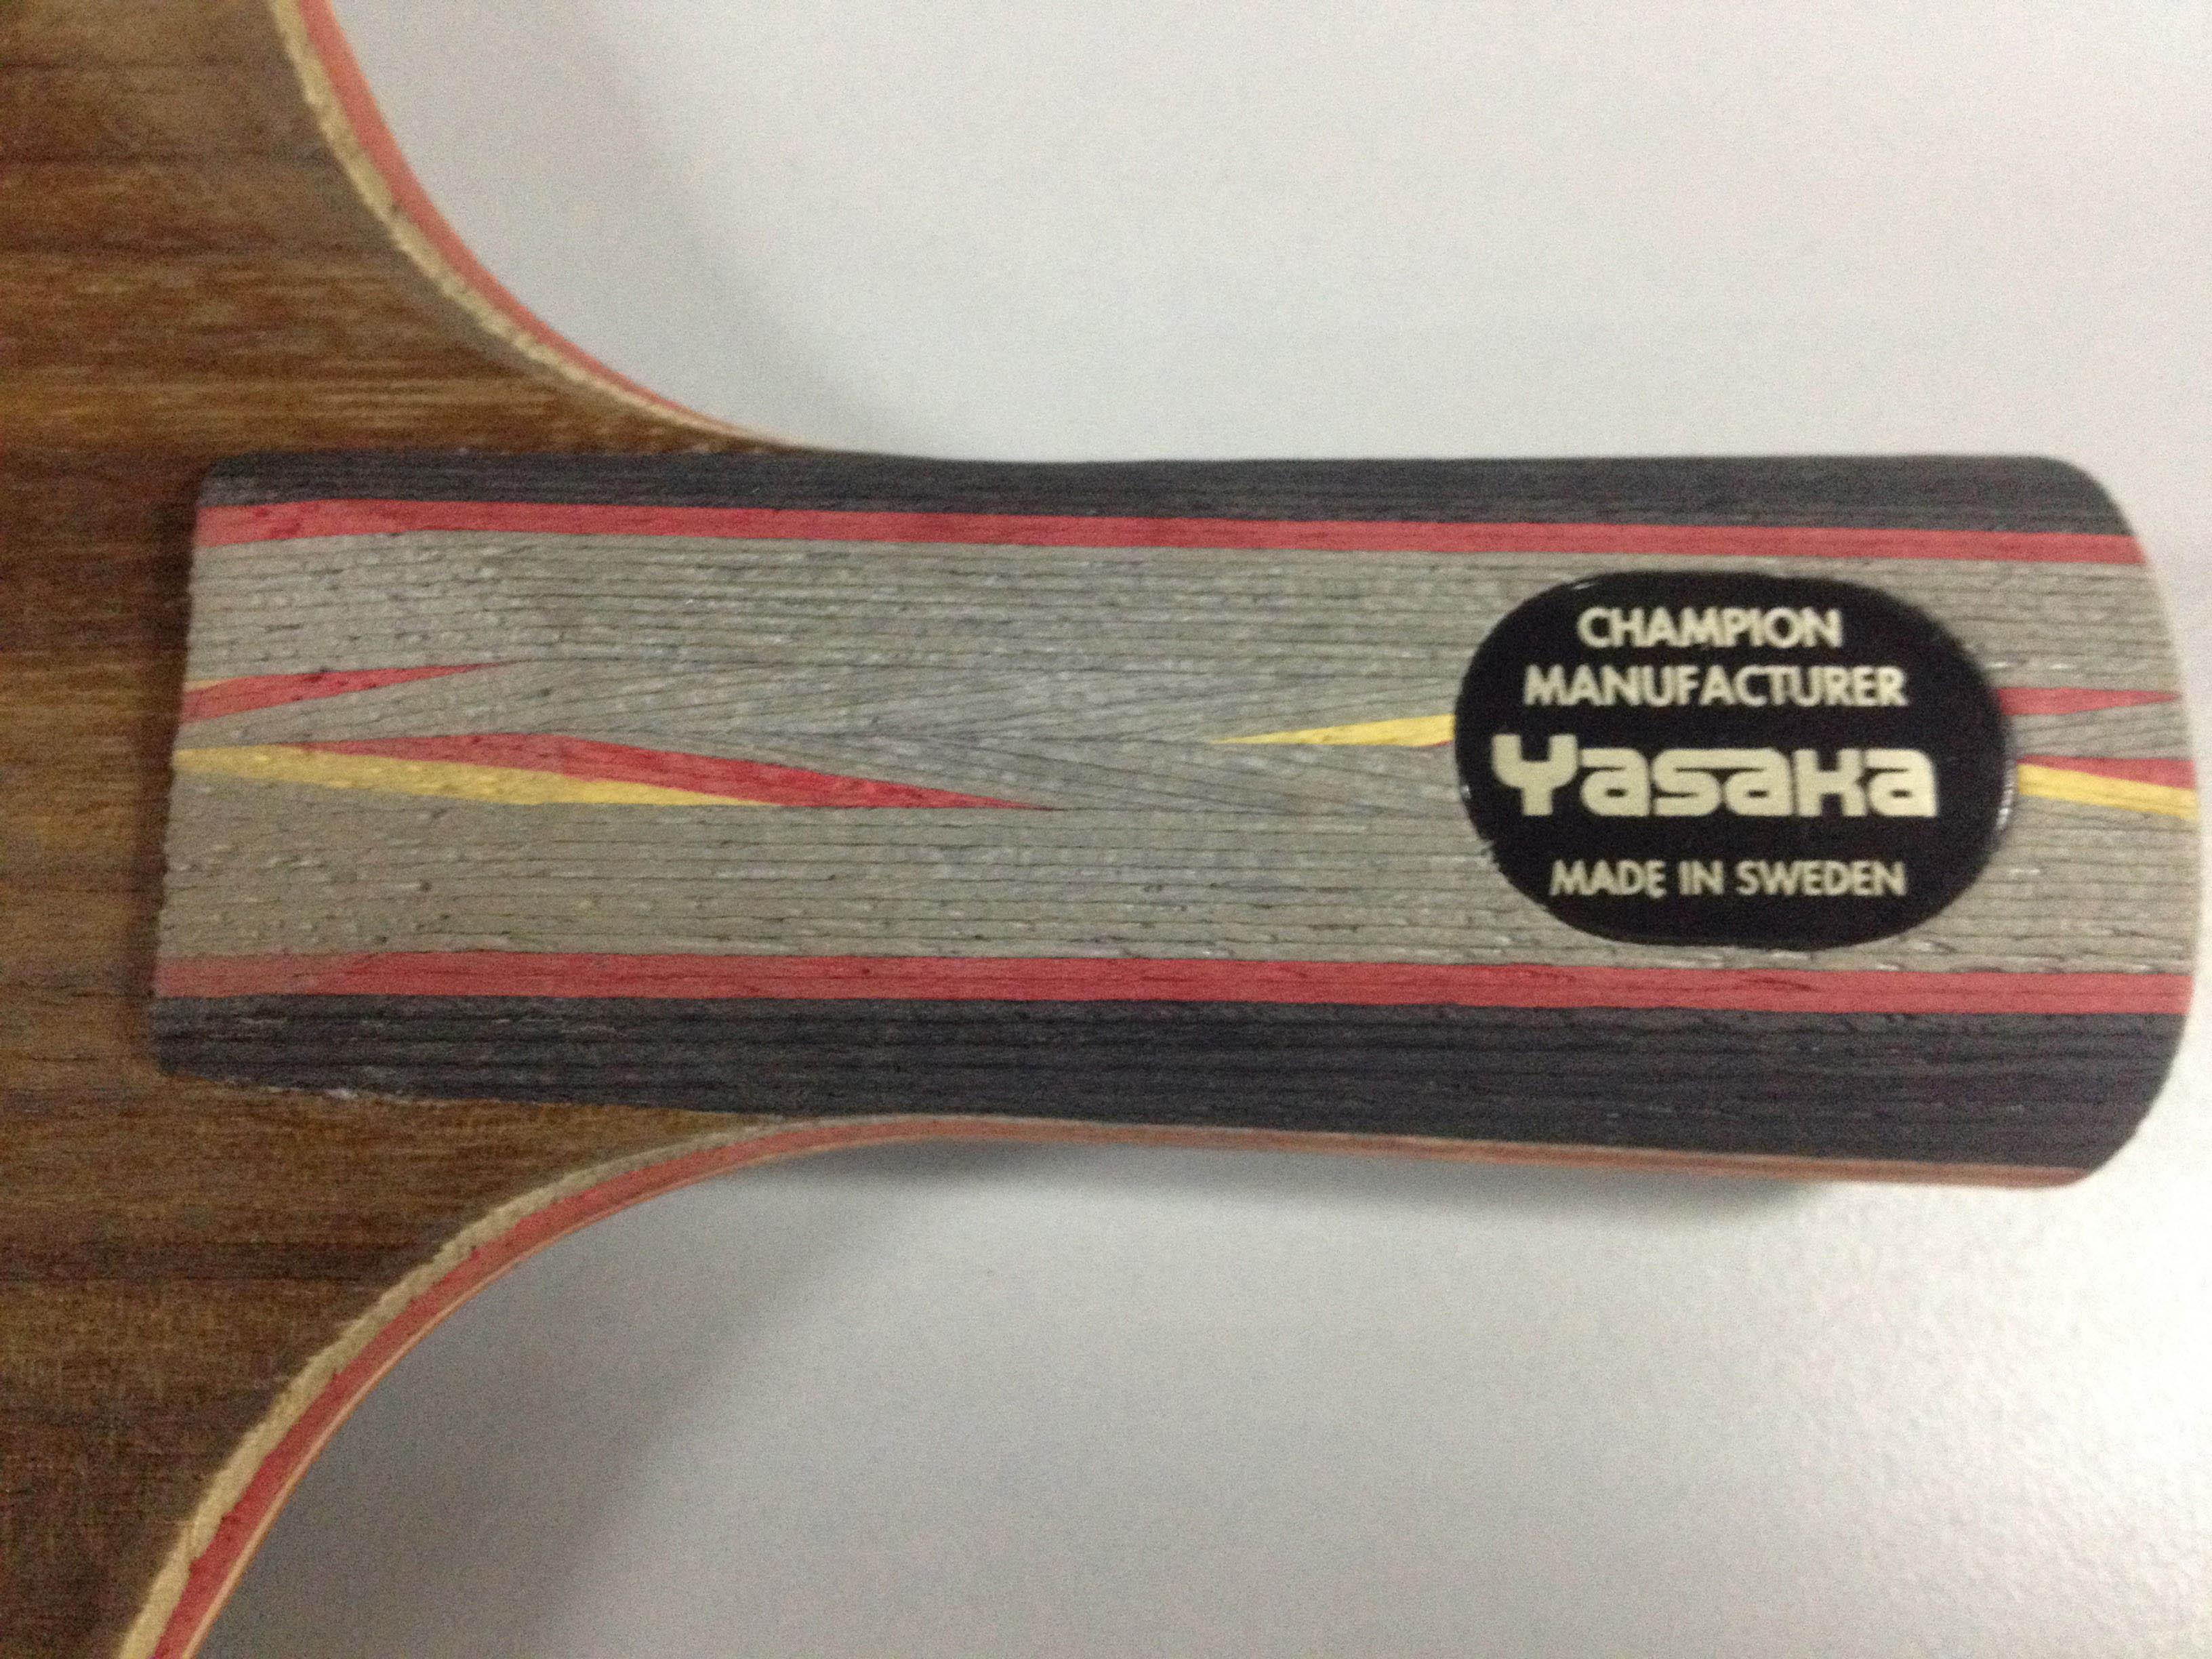 CHAMPION
MANUFACTURER
Yasaka
MADE IN SWEDEN